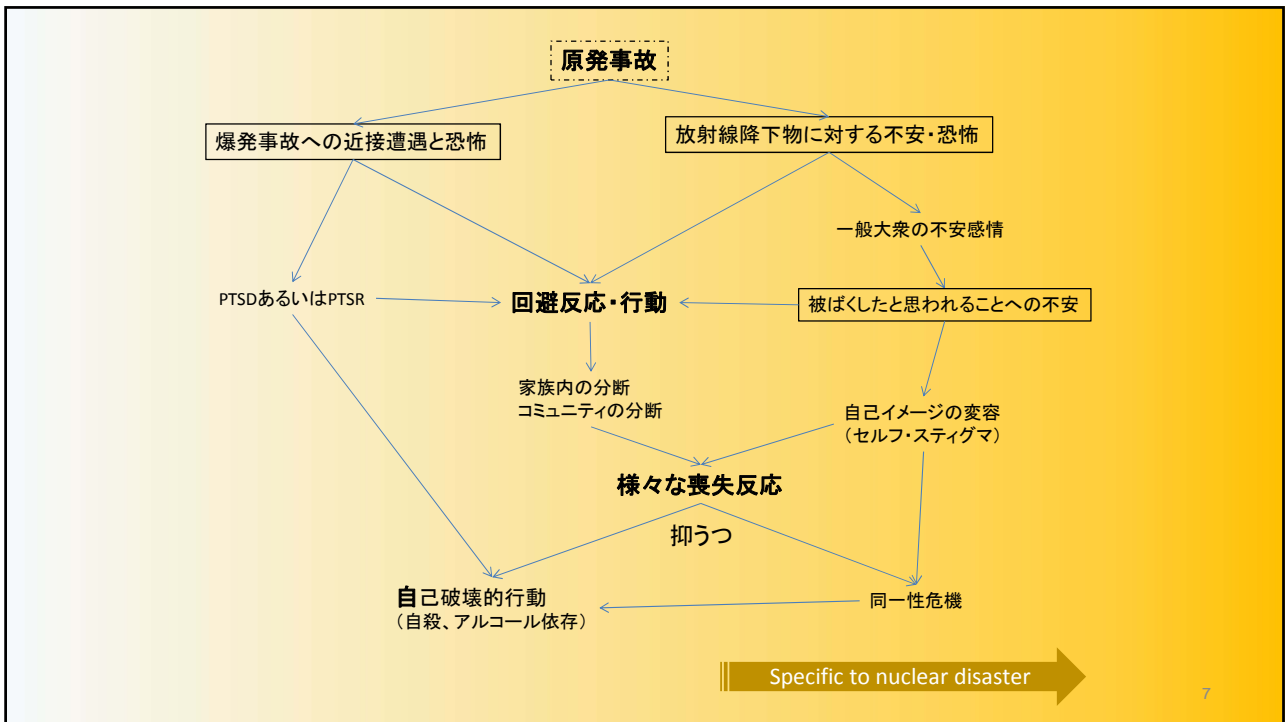 原発事故
爆発事故への近接遭遇と恐怖
放射線降下物に対する不安・恐怖
一般大衆の不安感情
PTSDあるいはPTSR
回避反応・行動
被ばくしたと思われることへの不安
家族内の分断
コミュニティの分断
自己イメージの変容
(セルフ・スティグマ)
様々な喪失反応
抑うつ
自己破壊的行動
(自殺、アルコール依存)
同一性危機
Specific to nuclear disaster
7